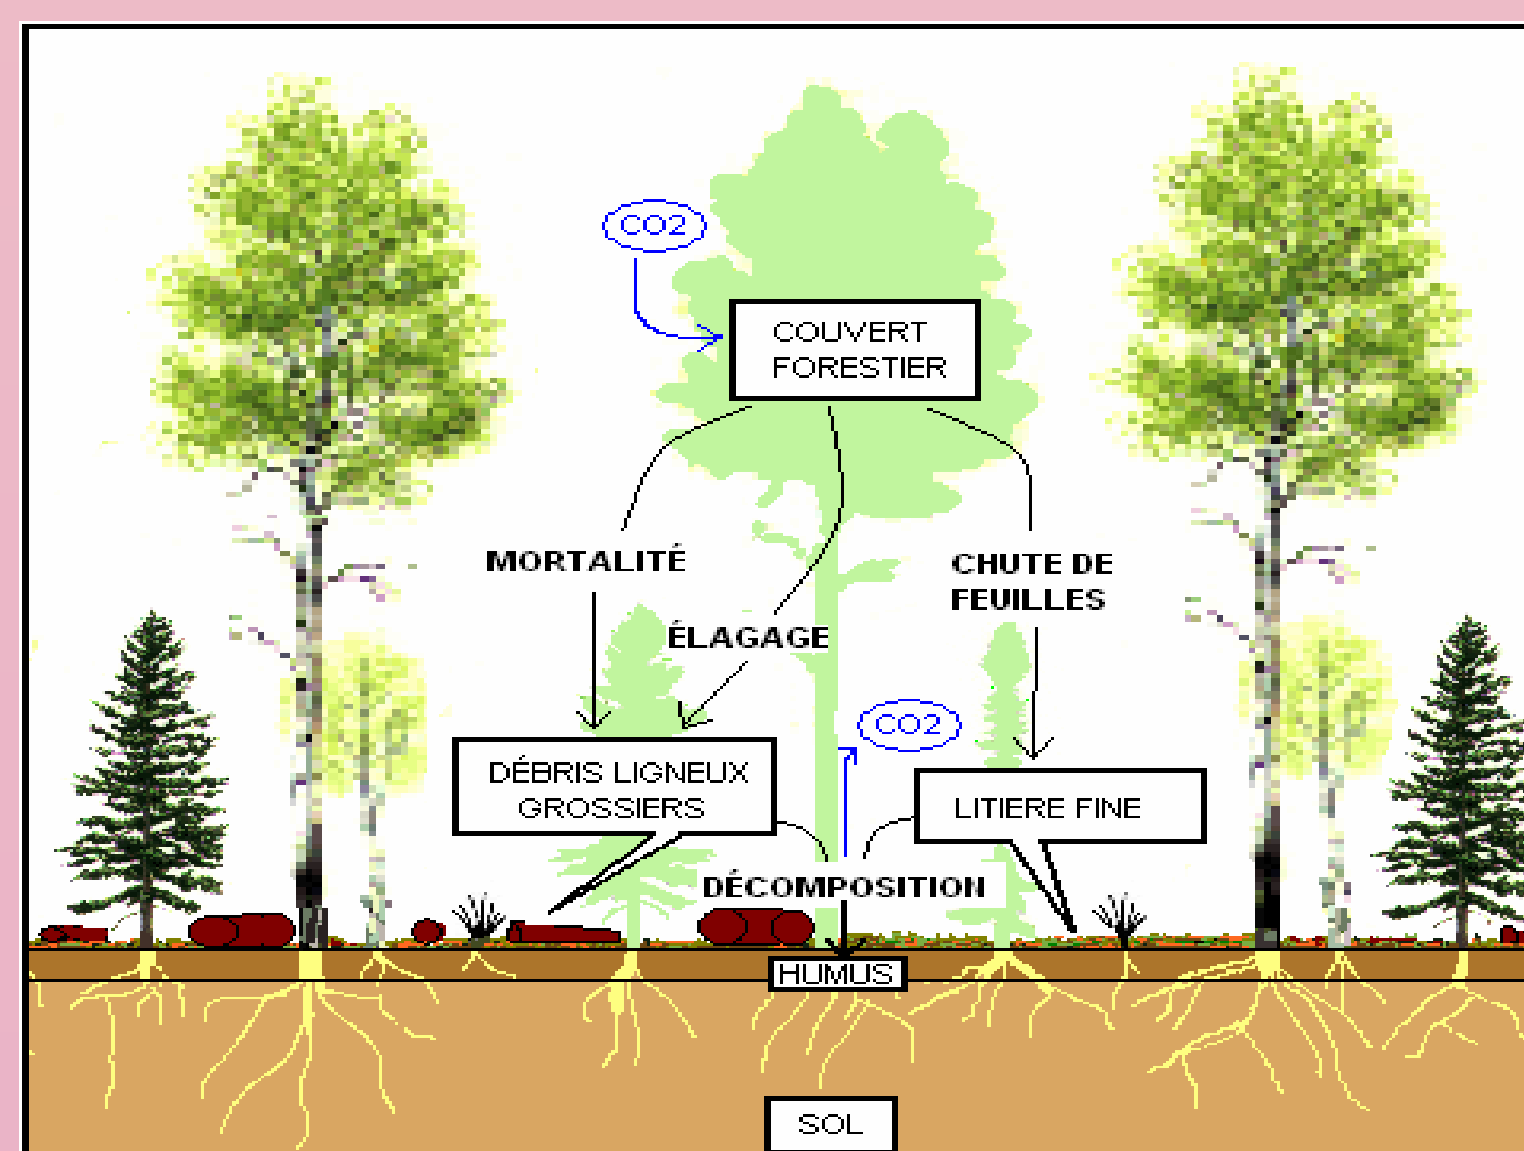 CO2
COUVERT
FORESTIER
MORTALITÉ
CHUTE DE
FEUILLES
ÉLAGAGE
CO2
DÉBRIS LIGNEUX
GROSSIERS
LITIERE FINE
DÉCOMPOSITION
HUMUS
SOL